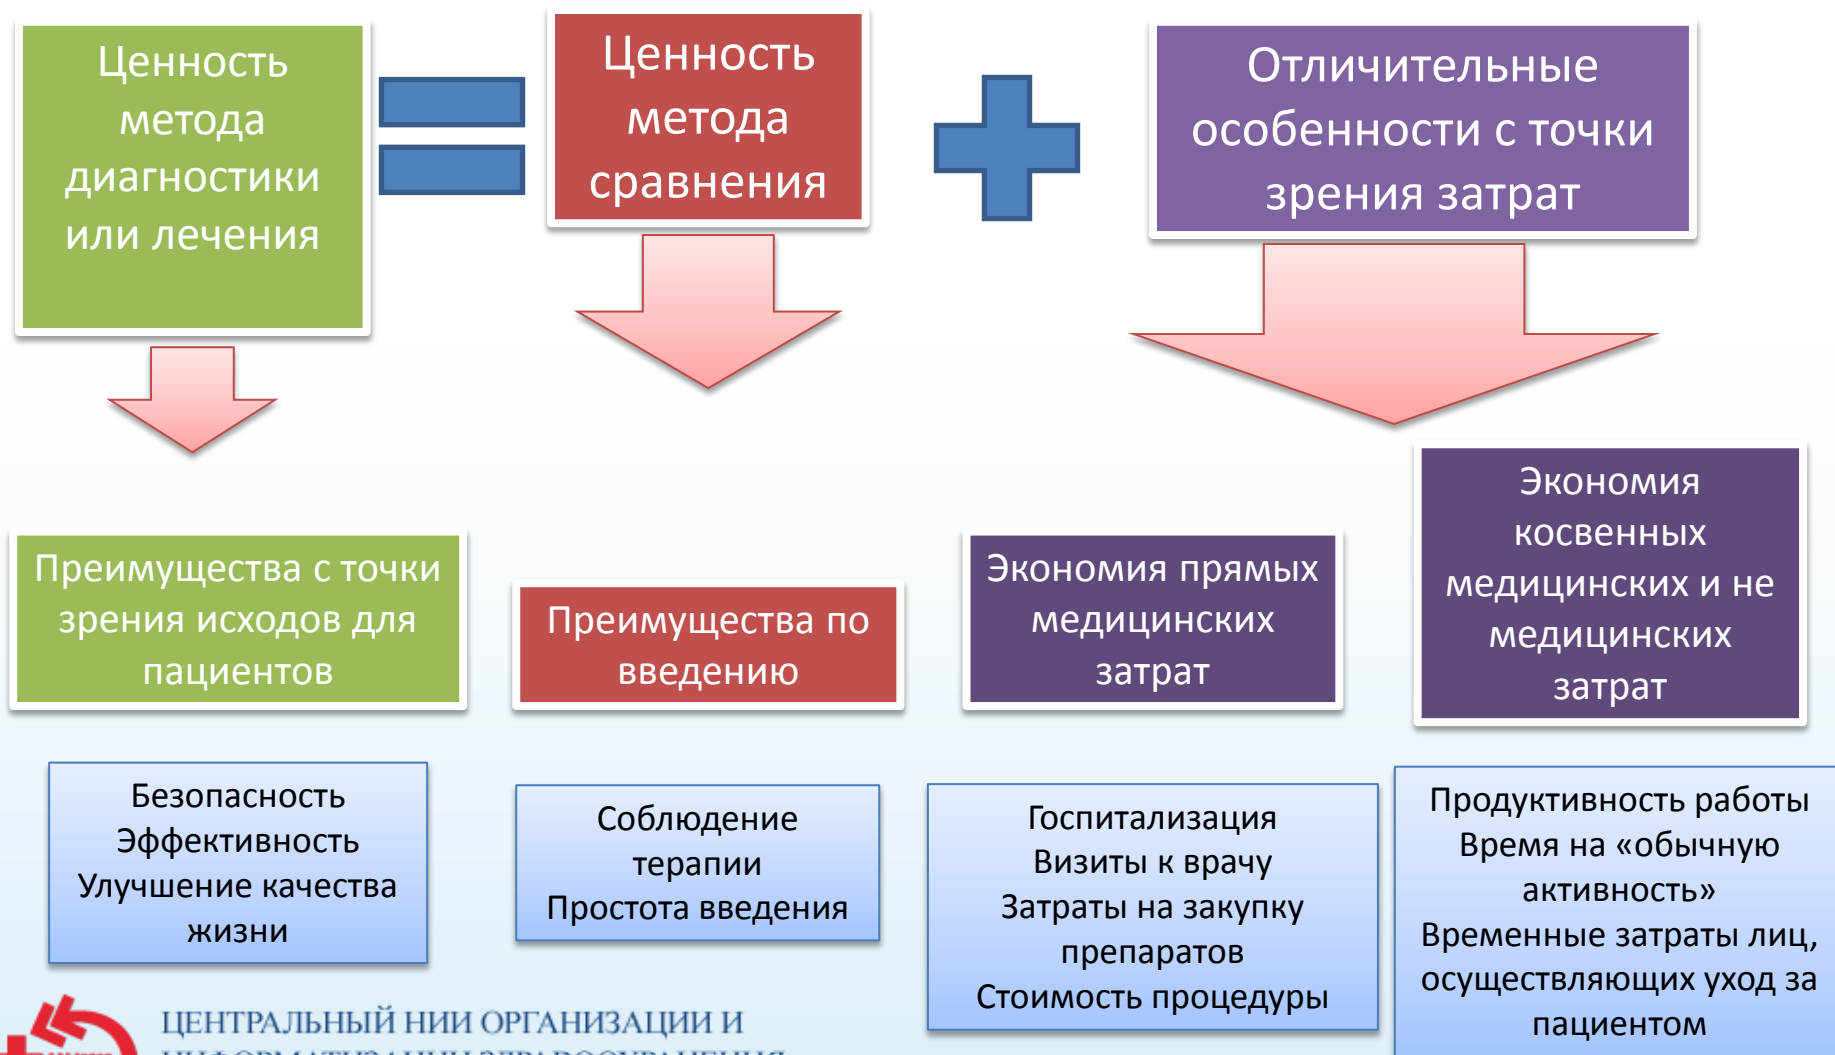 Ценность
метода
диагностики
или лечения
Ценность
метода
сравнения
Отличительные
особенности с точки
зрения затрат
Преимущества с точки
зрения исходов для
пациентов
Преимущества по
введению
Экономия прямых
медицинских
затрат
Экономия
косвенных
медицинских и не
медицинских
затрат
Безопасность
Эффективность
Улучшение качества
жизни
Соблюдение
терапии
Простота введения
Госпитализация
Визиты к врачу
Затраты на закупку
препаратов
Стоимость процедуры
Продуктивность работы
Время на «обычную
активность»
Временные затраты лиц,
осуществляющих уход за
пациентом
ЦЕНТРАЛЬНЫЙ НИИ ОРГАНИЗАЦИИ И
ИНФОРМАТИЗАЦИИ ЗДРАВООХРАНЕНИЯ